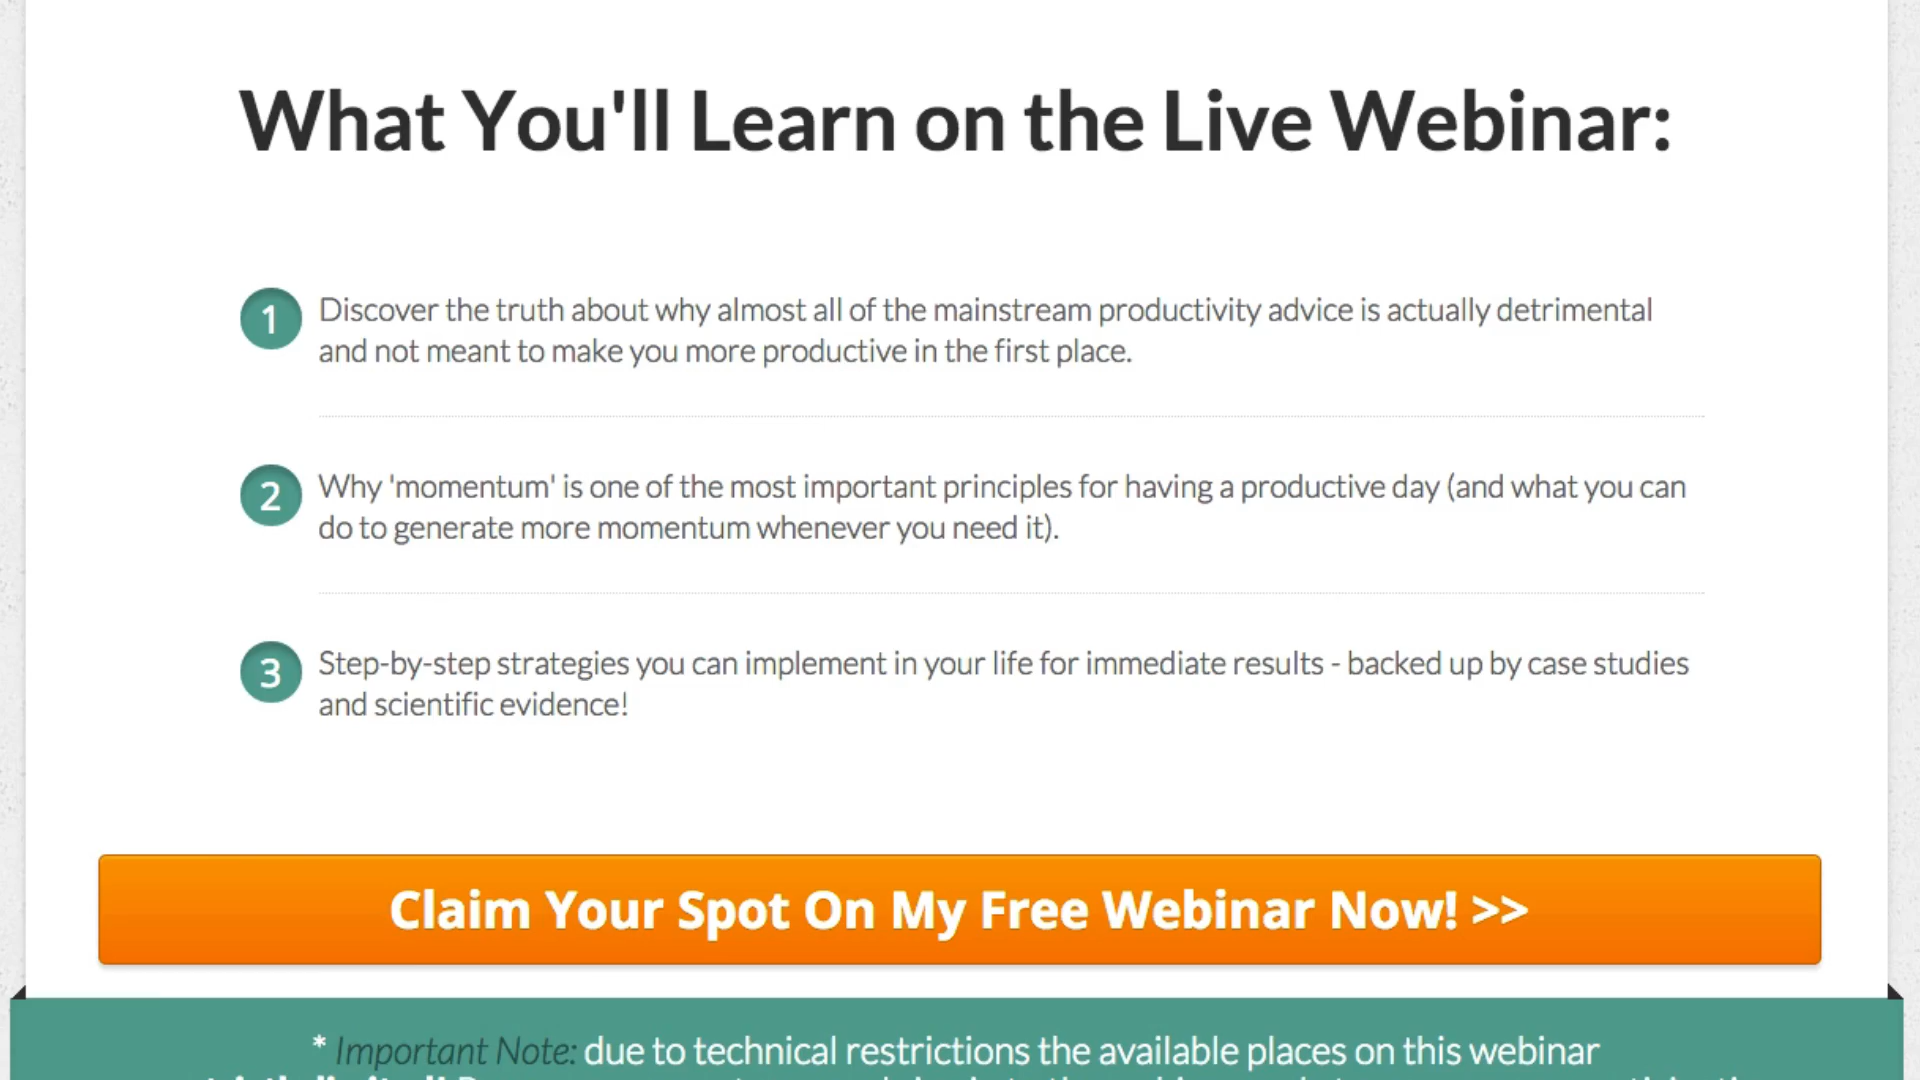 What You'll Learn on the Live Webinar:
1 Discover the truth about why almost all of the mainstream productivity advice is actually detrimental
and not meant to make you more productive in the first place.
2 Why 'momentum' is one of the most important principles for having a productive day (and what you can
do to generate more momentum whenever you need it).
3 Step-by-step strategies you can implement in your life for immediate results - backed up by case studies
and scientific evidence!
Claim Your Spot On My Free Webinar Now! >>
* Important Note: due to technical restrictions the available places on this webinar